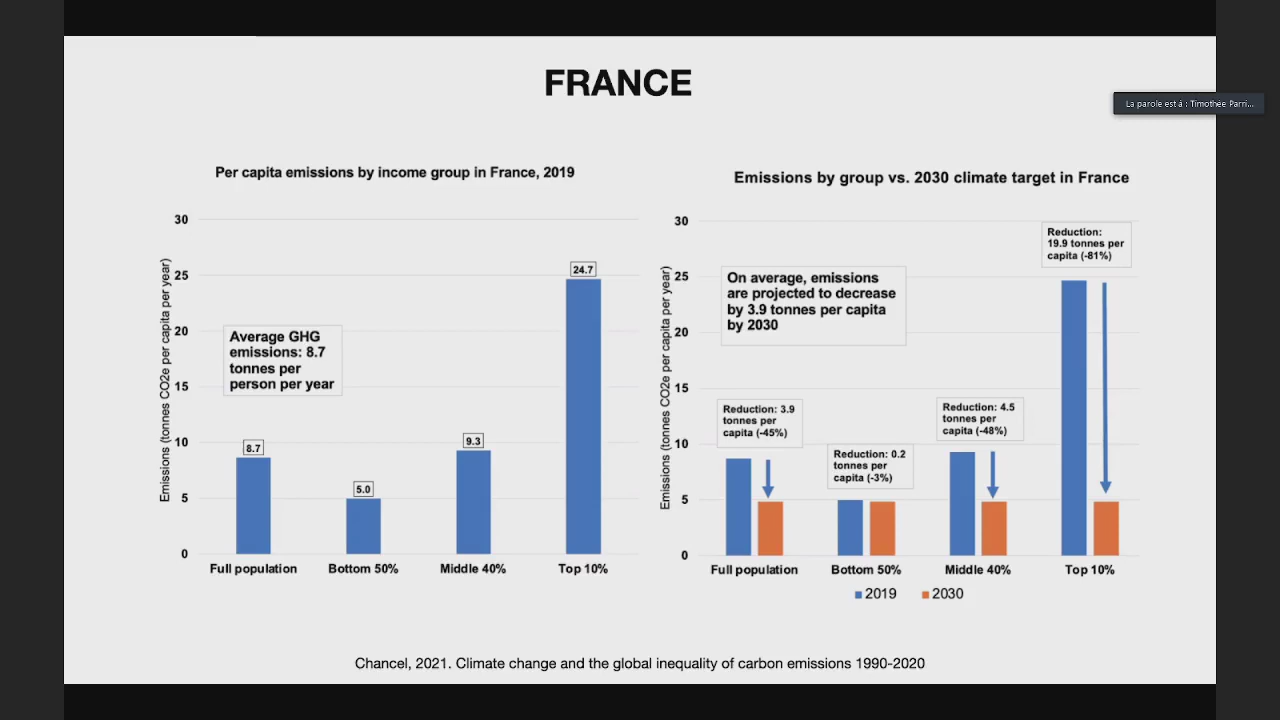 FRANCE
La parole est à : Timothée Parri...
Per capita emissions by income group in France, 2019
Emissions (tonnes CO2e per capita per year)
30
25
20
15
10
5
0
Average GHG
emissions: 8.7
tonnes per
person per year
8.7
5.0
9.3
24.7
Full population
Bottom 50%
Middle 40%
Top 10%
Emissions by group vs. 2030 climate target in France
Emissions (tonnes CO2e per capita per year)
30
25
20
15
10
5
0
On average, emissions
are projected to decrease
by 3.9 tonnes per capita
by 2030
Reduction: 3.9
tonnes per
capita (-45%)
Reduction: 0.2
tonnes per
capita (-3%)
Reduction: 4.5
tonnes per
capita (-48%)
Reduction:
19.9 tonnes per
capita (-81%)
Full population
Bottom 50%
Middle 40%
Top 10%
2019
2030
Chancel, 2021. Climate change and the global inequality of carbon emissions 1990-2020